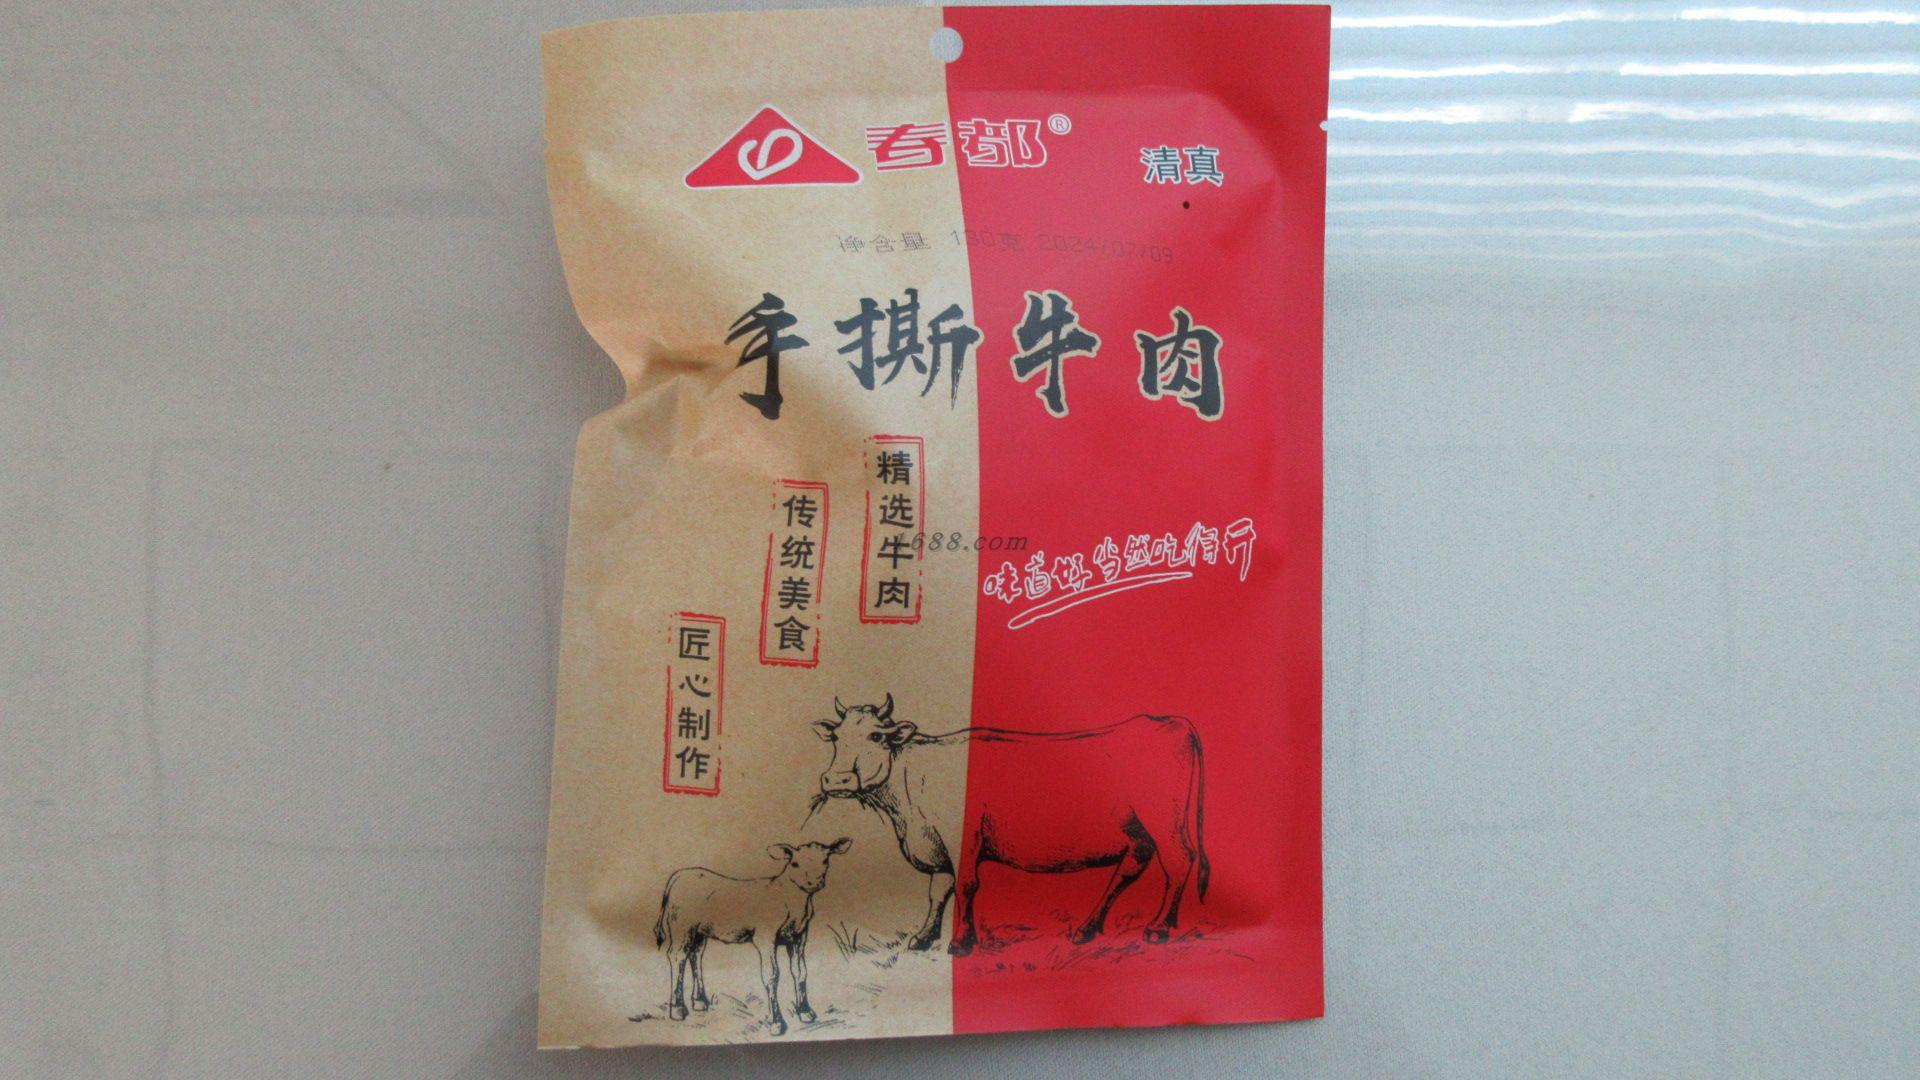 春都®
清真
净含量 130克 2024/07/09
手撕牛肉
精选牛肉
传统美食
匠心制作
1688.com
味道好当然吃得开